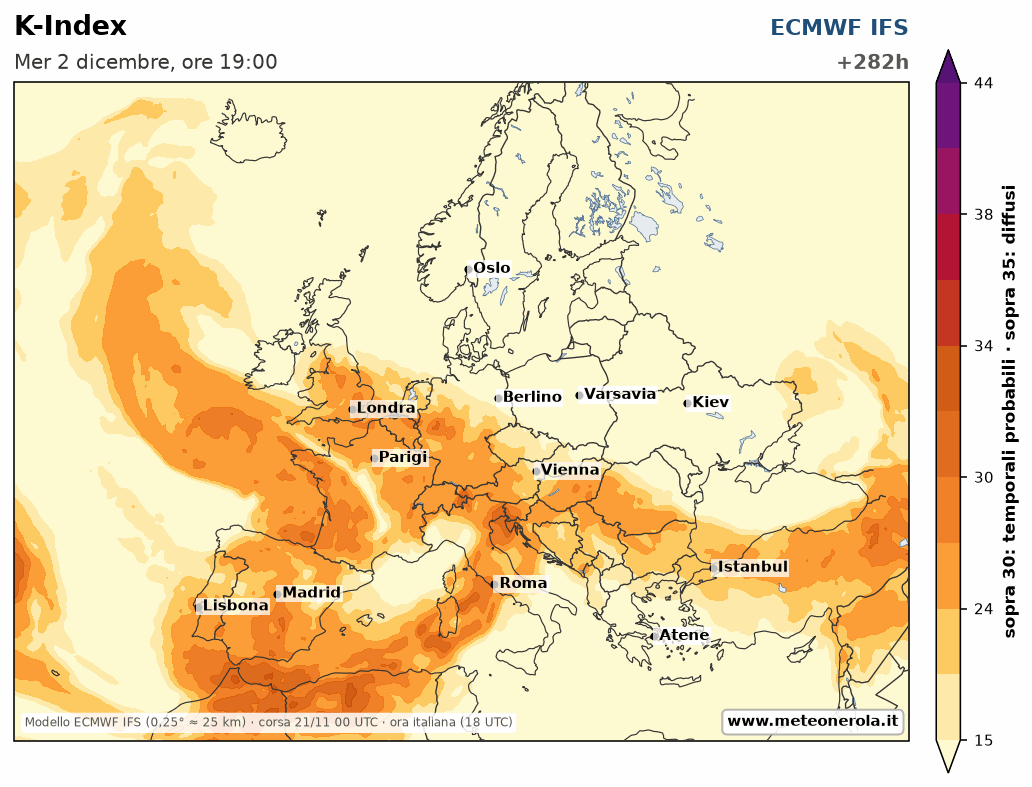 K-Index
ECMWF IFS
Mer 2 dicembre, ore 19:00
+282h
44
38
34
30
24
15
sopra 30: temporali probabili · sopra 35: diffusi
Oslo
Berlino
Varsavia
Kiev
Londra
Parigi
Vienna
Istanbul
Roma
Madrid
Lisbona
Atene
Modello ECMWF IFS (0,25° ≈ 25 km) · corsa 21/11 00 UTC · ora italiana (18 UTC)
www.meteonerola.it